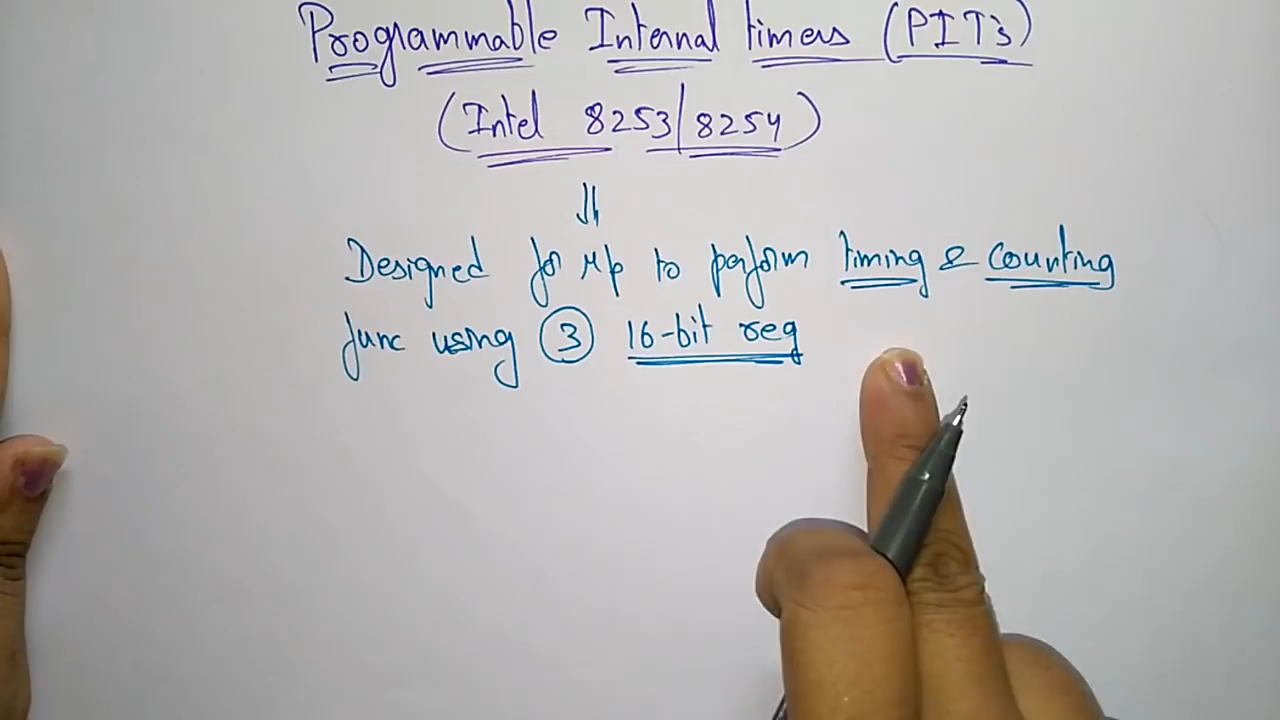 Programmable Internal timers (PIT's)
(Intel 8253/8254)
⇓
Designed for Mp to perform timing & counting
func using 3 16-bit reg